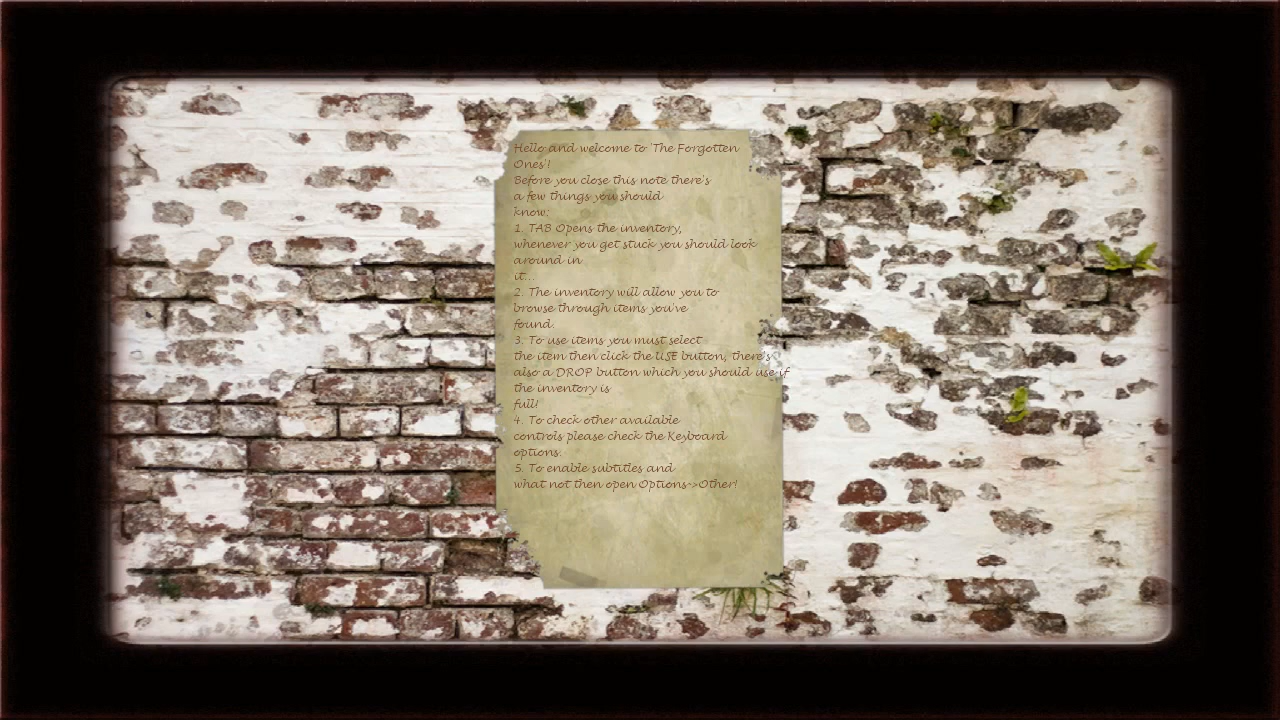 Hello and welcome to 'The Forgotten
Ones'!
Before you close this note there's
a few things you should
know:
1. TAB Opens the inventory,
whenever you get stuck you should look
around in
it...
2. The inventory will allow you to
browse through items you've
found.
3. To use items you must select
the item then click the USE button, there's
also a DROP button which you should use if
the inventory is
full!
4. To check other available
controls please check the Keyboard
options.
5. To enable subtitles and
what not then open Options->Other!